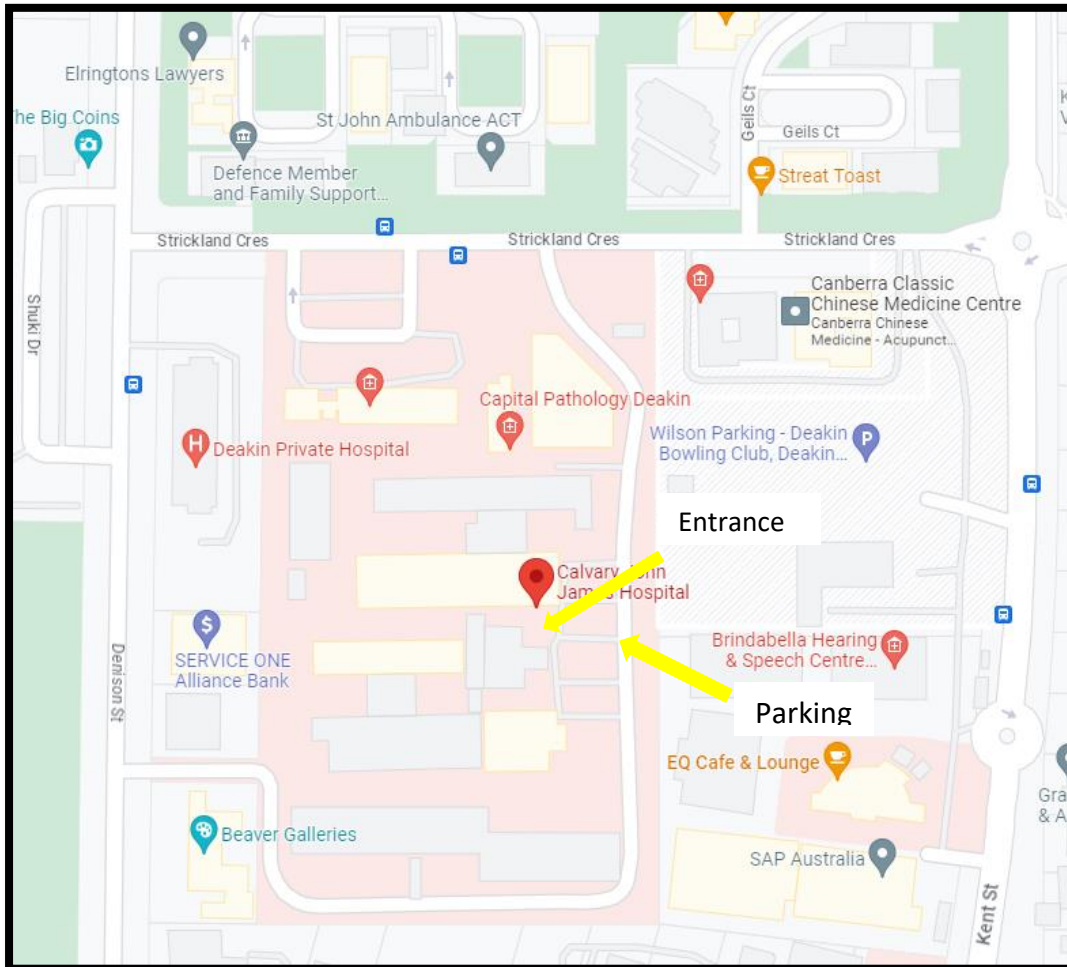 Elringtons Lawyers
he Big Coins
St John Ambulance ACT
Defence Member
and Family Support...
Geils Ct
Geils Ct
Streat Toast
Strickland Cres
Strickland Cres
Strickland Cres
Shuki Dr
Canberra Classic
Chinese Medicine Centre
Canberra Chinese
Medicine - Acupunct...
Capital Pathology Deakin
H
Deakin Private Hospital
Wilson Parking - Deakin
Bowling Club, Deakin...
P
Entrance
Calvary John
James Hospital
$
SERVICE ONE
Alliance Bank
Brindabella Hearing
& Speech Centre...
Denison St
Parking
EQ Cafe & Lounge
Beaver Galleries
SAP Australia
Gra
& A
Kent St
K
V